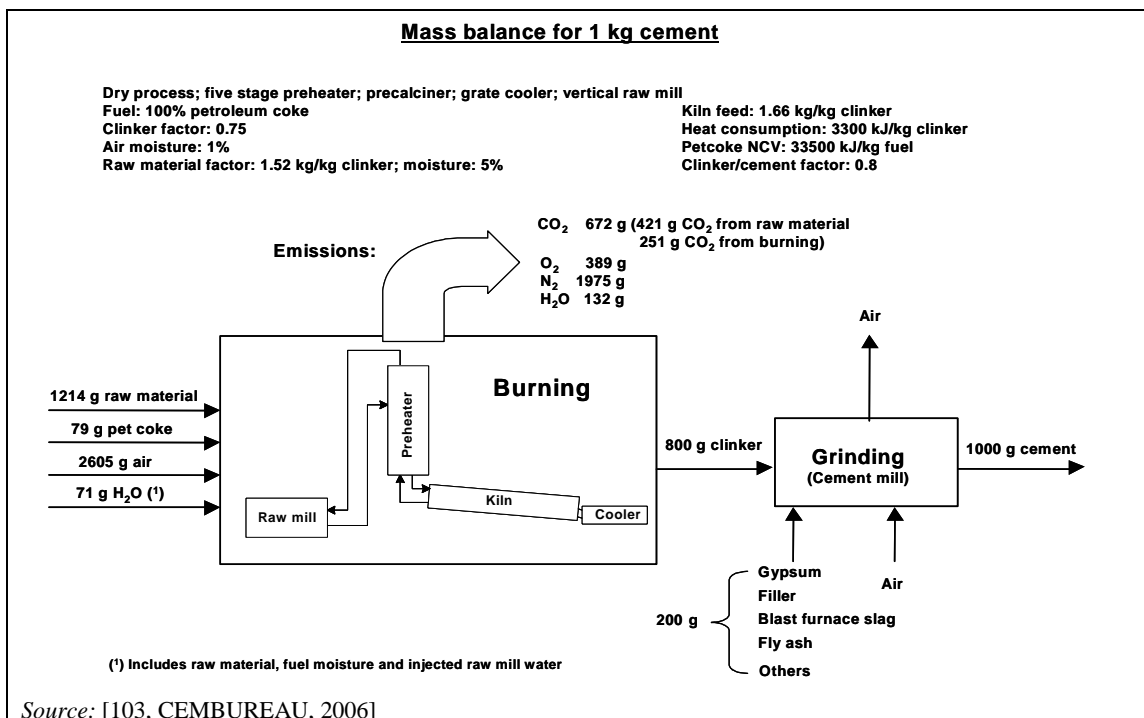 Mass balance for 1 kg cement
Dry process; five stage preheater; precalciner; grate cooler; vertical raw mill
Fuel: 100% petroleum coke
Clinker factor: 0.75
Air moisture: 1%
Raw material factor: 1.52 kg/kg clinker; moisture: 5%
Kiln feed: 1.66 kg/kg clinker
Heat consumption: 3300 kJ/kg clinker
Petcoke NCV: 33500 kJ/kg fuel
Clinker/cement factor: 0.8
Emissions:
CO₂ 672 g (421 g CO₂ from raw material
251 g CO₂ from burning)
O₂ 389 g
N₂ 1975 g
H₂O 132 g
1214 g raw material
79 g pet coke
2605 g air
71 g H₂O (¹)
Burning
Preheater
Raw mill
Kiln
Cooler
800 g clinker
Air
Grinding
(Cement mill)
1000 g cement
200 g
Gypsum
Filler
Blast furnace slag
Fly ash
Others
Air
(¹) Includes raw material, fuel moisture and injected raw mill water
Source: [103, CEMBUREAU, 2006]